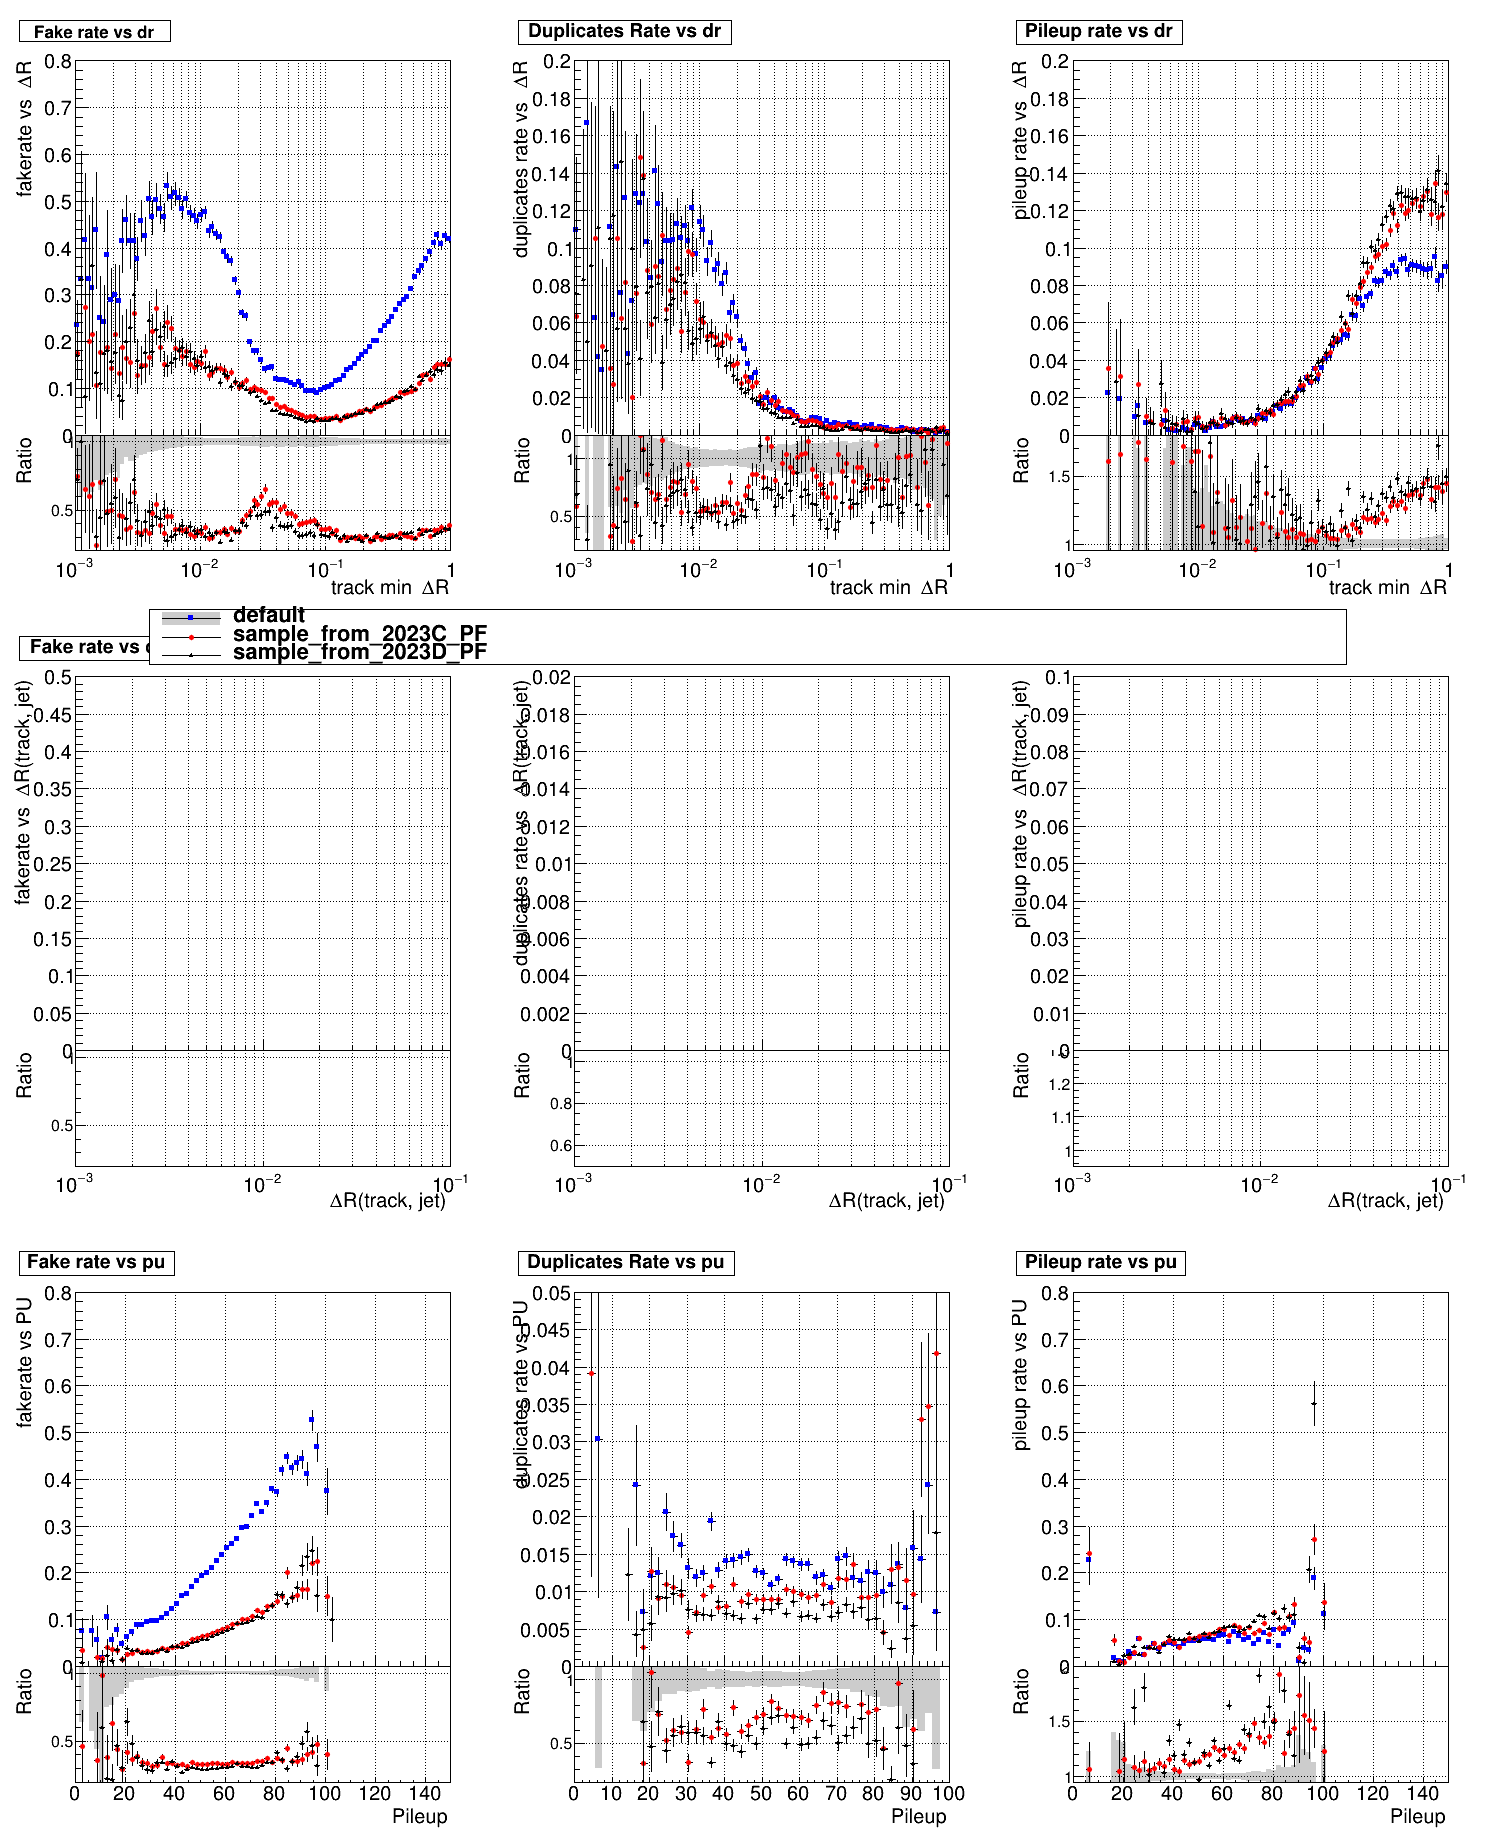 Fake rate vs dr
Duplicates Rate vs dr
Pileup rate vs dr
fakerate vs ΔR
0.8
0.7
0.6
0.5
0.4
0.3
0.2
0.1
0
Ratio
0.5
10⁻³ 10⁻² 10⁻¹ 1
track min ΔR
duplicates rate vs ΔR
0.2
0.18
0.16
0.14
0.12
0.1
0.08
0.06
0.04
0.02
0
Ratio
1
0.5
10⁻³ 10⁻² 10⁻¹ 1
track min ΔR
pileup rate vs ΔR
0.2
0.18
0.16
0.14
0.12
0.1
0.08
0.06
0.04
0.02
0
Ratio
1.5
1
10⁻³ 10⁻² 10⁻¹ 1
track min ΔR
default
sample_from_2023C_PF
sample_from_2023D_PF
Fake rate vs
fakerate vs ΔR(track, jet)
0.5
0.45
0.4
0.35
0.3
0.25
0.2
0.15
0.1
0.05
0
Ratio
0.5
10⁻³ 10⁻² 10⁻¹
ΔR(track, jet)
duplicates rate vs ΔR(track, jet)
0.02
0.018
0.016
0.014
0.012
0.01
0.008
0.006
0.004
0.002
0
Ratio
1
0.8
0.6
10⁻³ 10⁻² 10⁻¹
ΔR(track, jet)
pileup rate vs ΔR(track, jet)
0.1
0.09
0.08
0.07
0.06
0.05
0.04
0.03
0.02
0.01
0
Ratio
1.2
1.1
1
10⁻³ 10⁻² 10⁻¹
ΔR(track, jet)
Fake rate vs pu
Duplicates Rate vs pu
Pileup rate vs pu
fakerate vs PU
0.8
0.7
0.6
0.5
0.4
0.3
0.2
0.1
0
Ratio
0.5
0 20 40 60 80 100 120 140
Pileup
duplicates rate vs PU
0.05
0.045
0.04
0.035
0.03
0.025
0.02
0.015
0.01
0.005
0
Ratio
1
0.5
0 10 20 30 40 50 60 70 80 90 100
Pileup
pileup rate vs PU
0.8
0.7
0.6
0.5
0.4
0.3
0.2
0.1
0
Ratio
1.5
1
0 20 40 60 80 100 120 140
Pileup